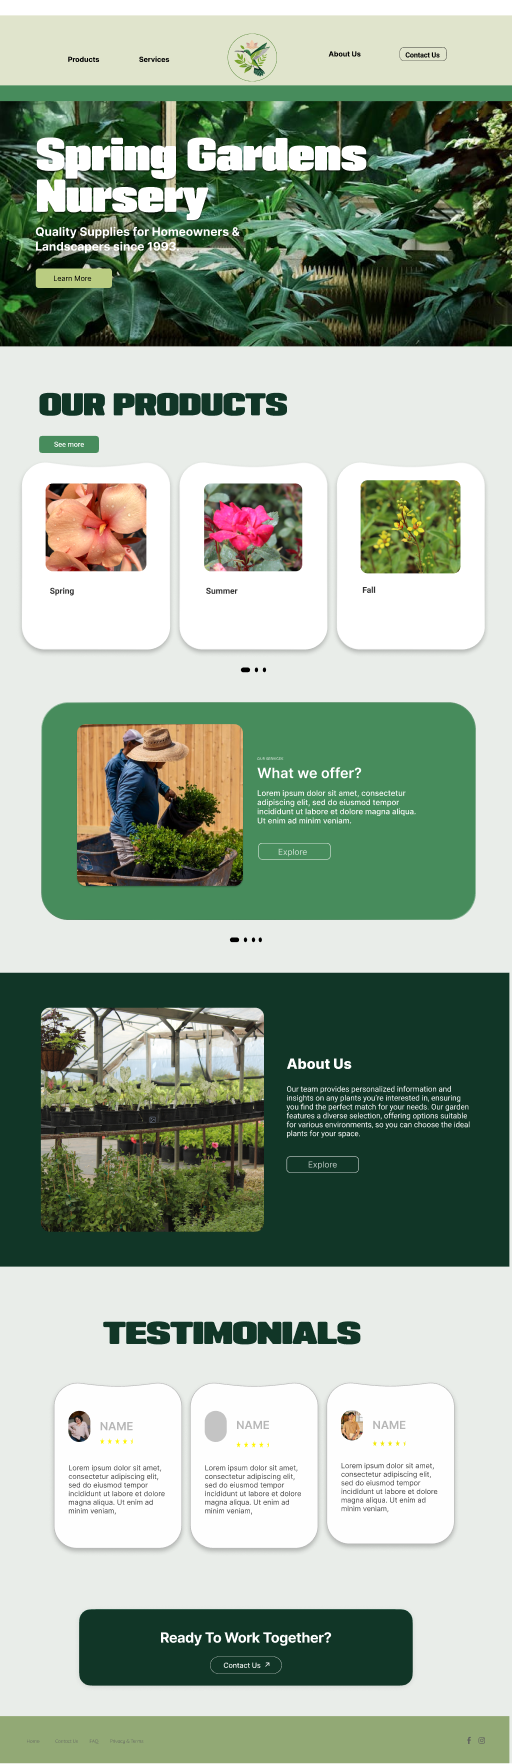 Products
Services
About Us
Contact Us
Spring Gardens
Nursery
Quality Supplies for Homeowners &
Landscapers since 1993.
Learn More
OUR PRODUCTS
See more
Spring
Summer
Fall
OUR SERVICES
What we offer?
Lorem ipsum dolor sit amet, consectetur
adipiscing elit, sed do eiusmod tempor
incididunt ut labore et dolore magna aliqua.
Ut enim ad minim veniam.
Explore
About Us
Our team provides personalized information and
insights on any plants you're interested in, ensuring
you find the perfect match for your needs. Our garden
features a diverse selection, offering options suitable
for various environments, so you can choose the ideal
plants for your space.
Explore
TESTIMONIALS
NAME
Lorem ipsum dolor sit amet,
consectetur adipiscing elit,
sed do eiusmod tempor
incididunt ut labore et dolore
magna aliqua. Ut enim ad
minim veniam,
NAME
Lorem ipsum dolor sit amet,
consectetur adipiscing elit,
sed do eiusmod tempor
incididunt ut labore et dolore
magna aliqua. Ut enim ad
minim veniam,
NAME
Lorem ipsum dolor sit amet,
consectetur adipiscing elit,
sed do eiusmod tempor
incididunt ut labore et dolore
magna aliqua. Ut enim ad
minim veniam,
Ready To Work Together?
Contact Us ↗
Home
Contact Us
FAQ
Privacy & Terms